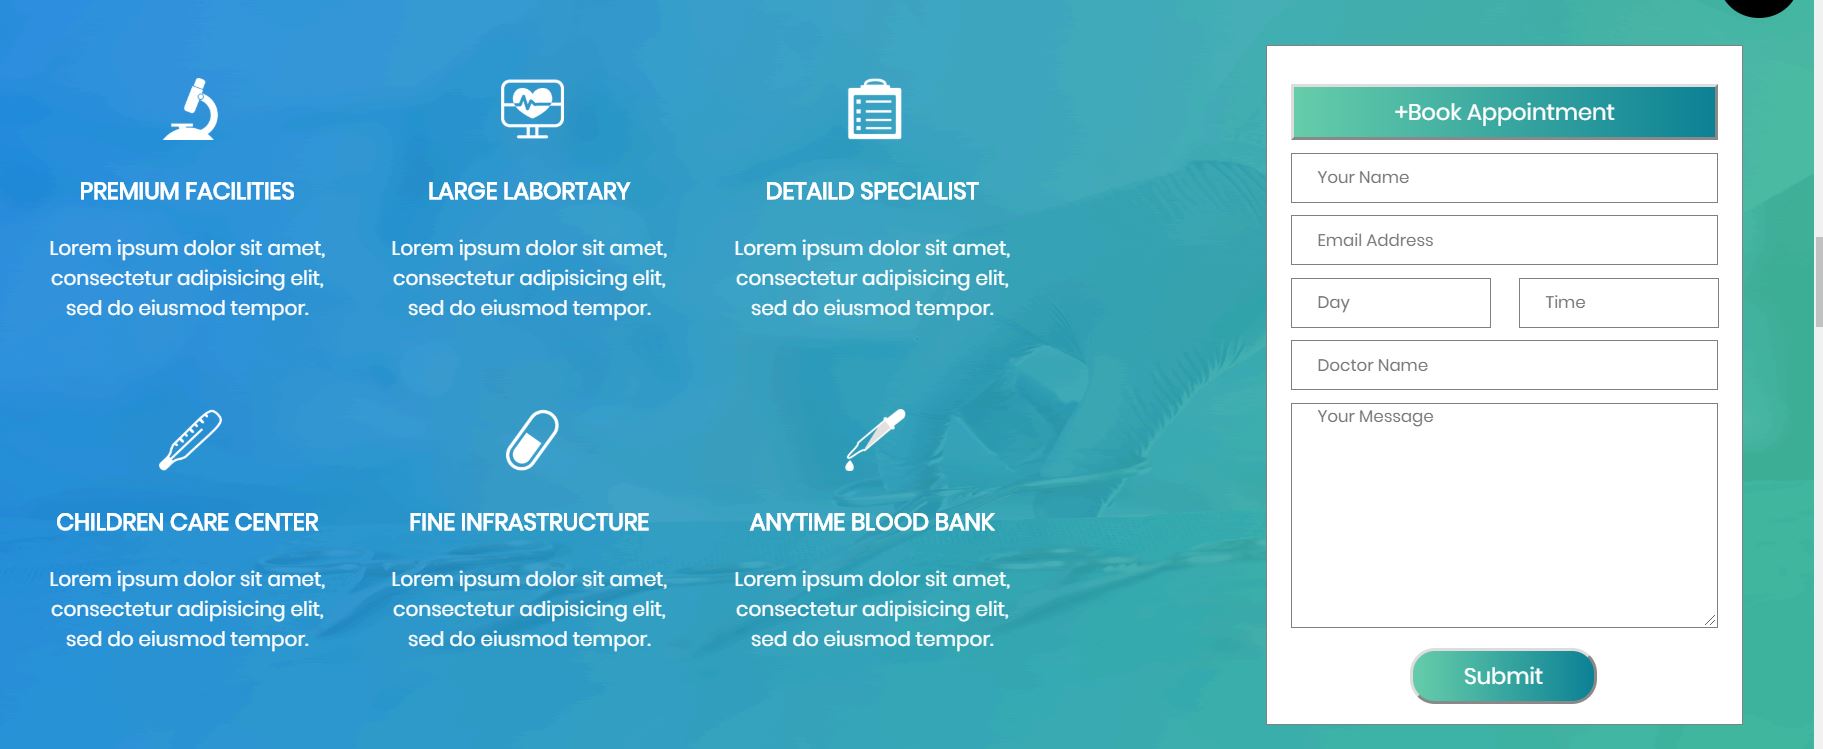 PREMIUM FACILITIES
Lorem ipsum dolor sit amet,
consectetur adipisicing elit,
sed do eiusmod tempor.
LARGE LABORTARY
Lorem ipsum dolor sit amet,
consectetur adipisicing elit,
sed do eiusmod tempor.
DETAILD SPECIALIST
Lorem ipsum dolor sit amet,
consectetur adipisicing elit,
sed do eiusmod tempor.
CHILDREN CARE CENTER
Lorem ipsum dolor sit amet,
consectetur adipisicing elit,
sed do eiusmod tempor.
FINE INFRASTRUCTURE
Lorem ipsum dolor sit amet,
consectetur adipisicing elit,
sed do eiusmod tempor.
ANYTIME BLOOD BANK
Lorem ipsum dolor sit amet,
consectetur adipisicing elit,
sed do eiusmod tempor.
+Book Appointment
Your Name
Email Address
Day
Time
Doctor Name
Your Message
Submit